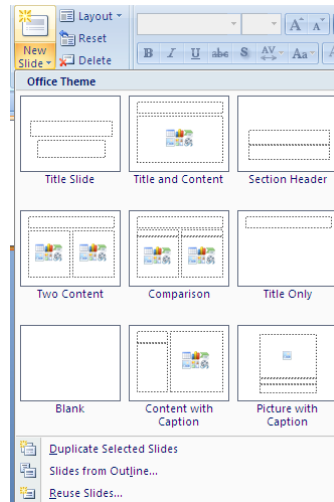 New
Slide
Layout
Reset
Delete
B I U abe S AV Aa A
A A
Office Theme
Title Slide Title and Content Section Header
Two Content Comparison Title Only
Blank Content with Caption Picture with Caption
Duplicate Selected Slides
Slides from Outline...
Reuse Slides...